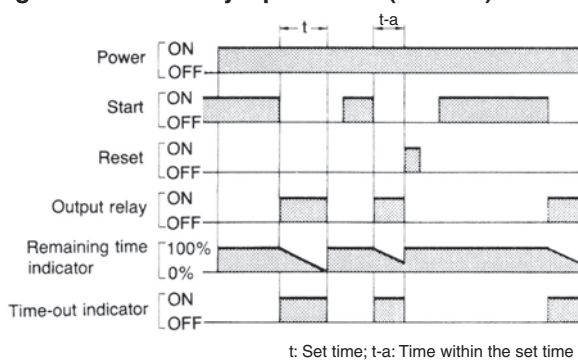 t
t-a
Power
ON
OFF
Start
ON
OFF
Reset
ON
OFF
Output relay
ON
OFF
Remaining time
indicator
100%
0%
Time-out indicator
ON
OFF
t: Set time; t-a: Time within the set time